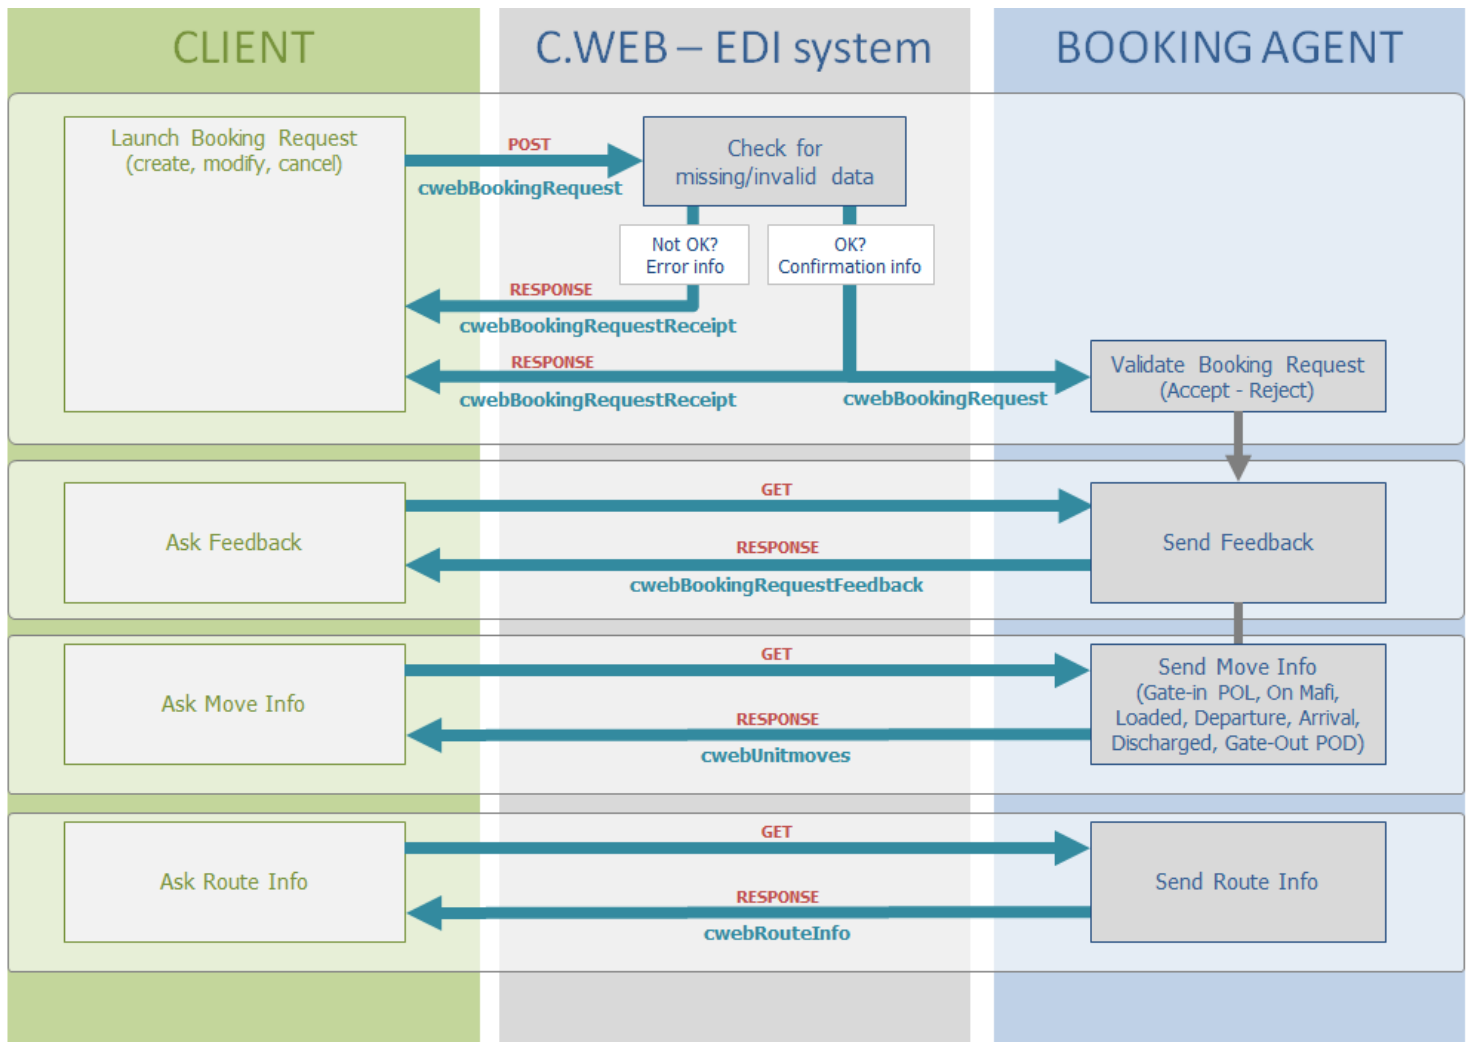 CLIENT
C.WEB – EDI system
BOOKING AGENT
Launch Booking Request
(create, modify, cancel)
POST
cwebBookingRequest
Check for
missing/invalid data
Not OK?
Error info
OK?
Confirmation info
RESPONSE
cwebBookingRequestReceipt
RESPONSE
cwebBookingRequestReceipt
cwebBookingRequest
Validate Booking Request
(Accept - Reject)
Ask Feedback
GET
RESPONSE
cwebBookingRequestFeedback
Send Feedback
Ask Move Info
GET
RESPONSE
cwebUnitmoves
Send Move Info
(Gate-in POL, On Mafi,
Loaded, Departure, Arrival,
Discharged, Gate-Out POD)
Ask Route Info
GET
RESPONSE
cwebRouteInfo
Send Route Info